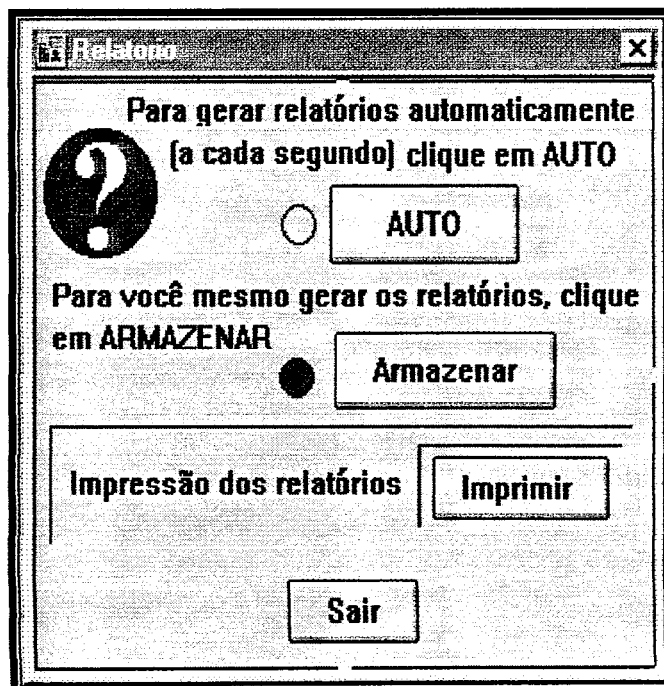 Relatorio
Para gerar relatórios automaticamente
(a cada segundo) clique em AUTO
AUTO
Para você mesmo gerar os relatórios, clique
em ARMAZENAR
Armazenar
Impressão dos relatórios
Imprimir
Sair